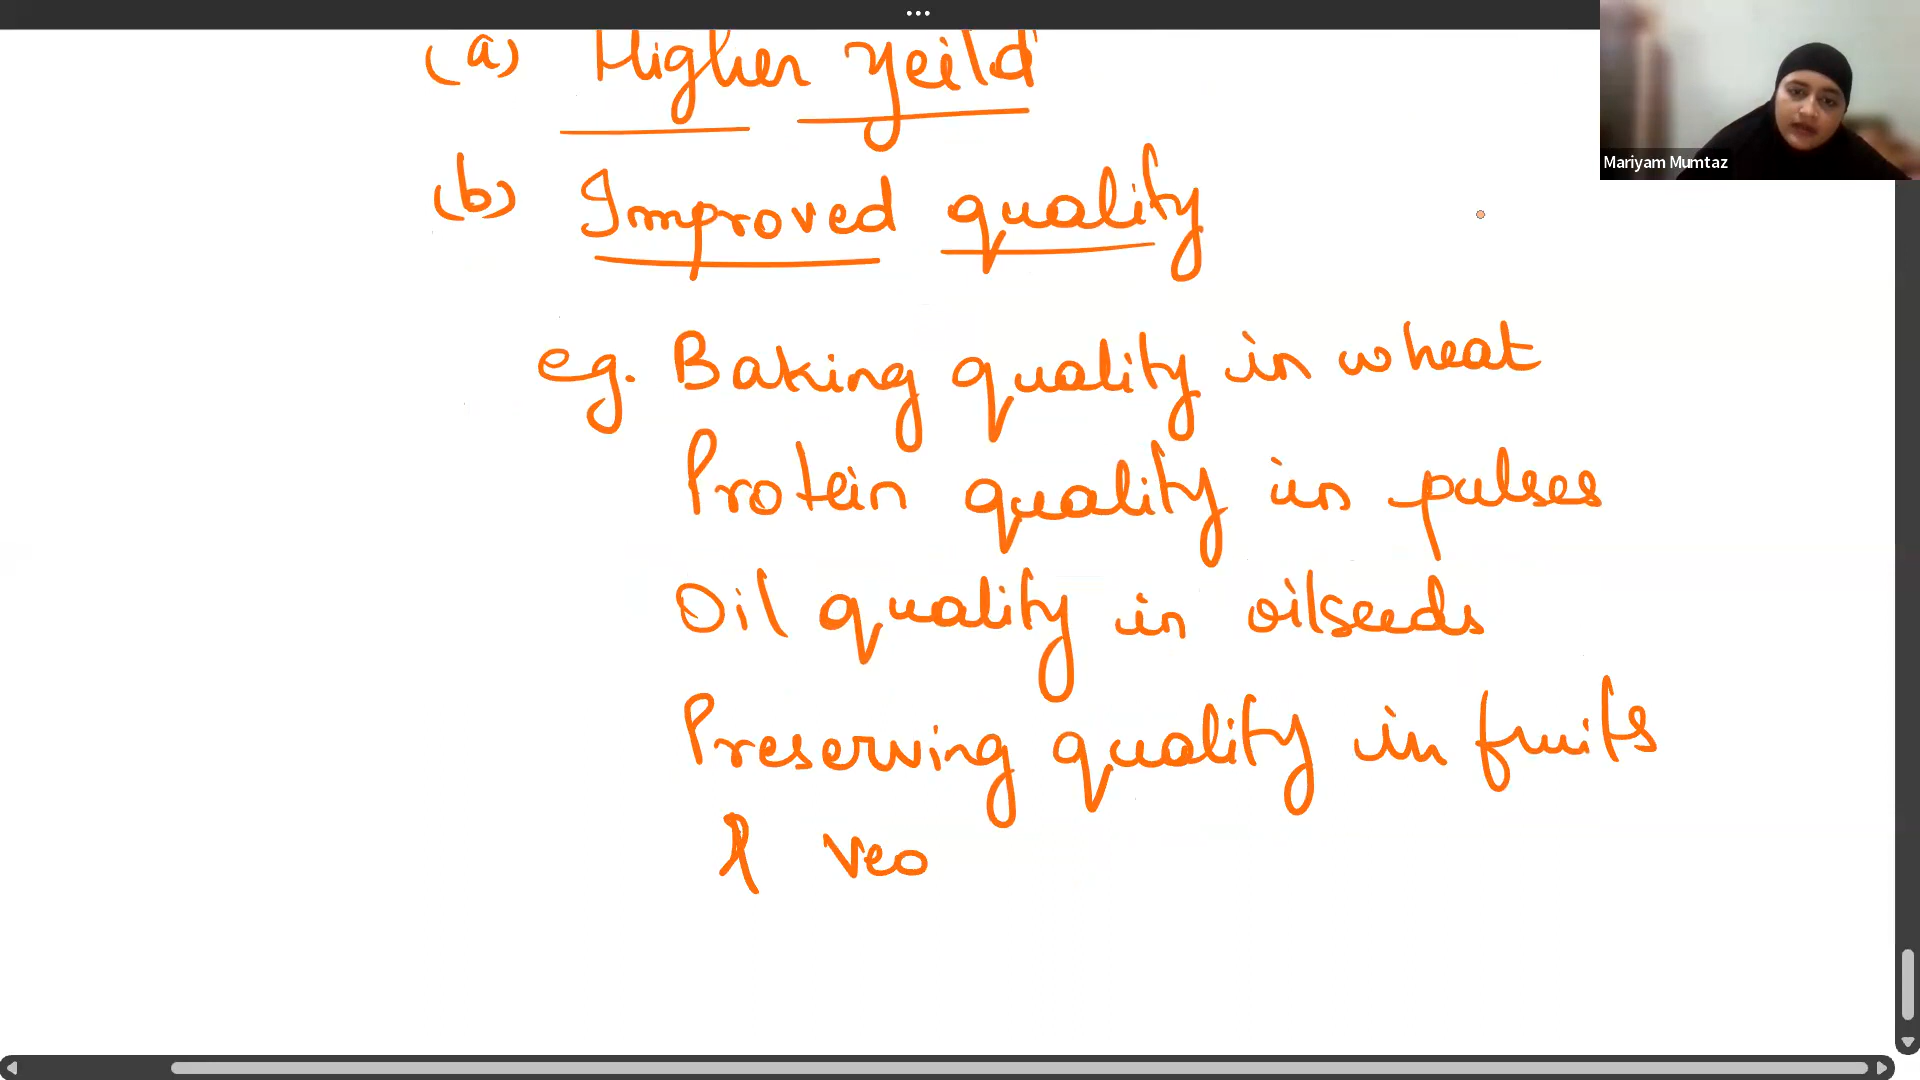 (a) Higher yeild
Mariyam Mumtaz
(b) Improved quality
eg. Baking quality in wheat
Protein quality in pulses
Oil quality in oilseeds
Preserving quality in fruits
& veo